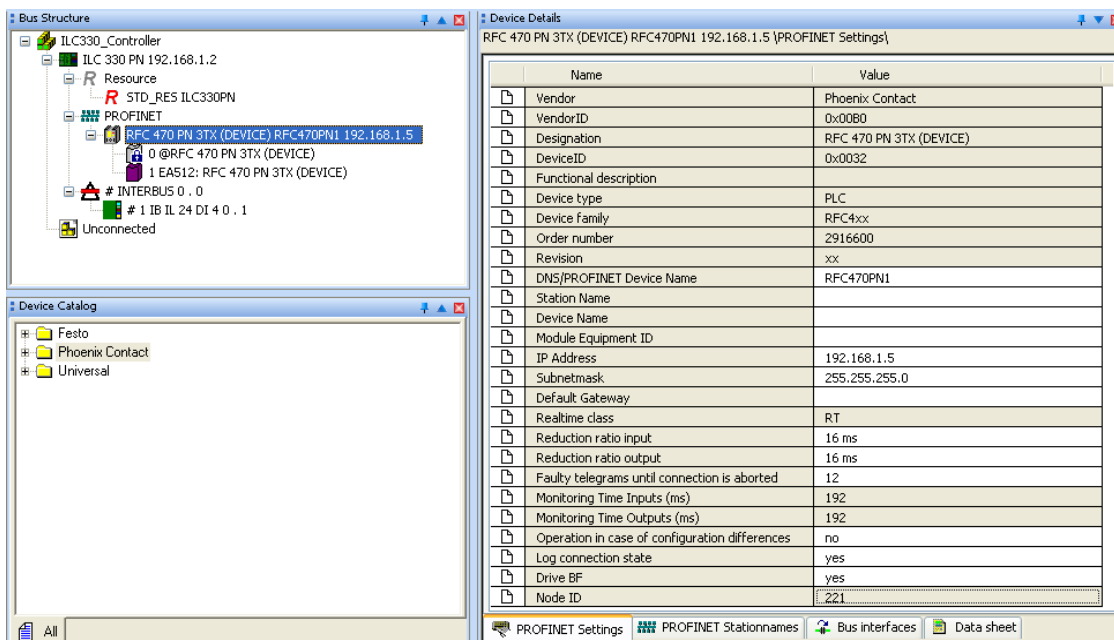 Bus Structure
ILC330_Controller
ILC 330 PN 192.168.1.2
R Resource
R STD_RES ILC330PN
PROFINET
RFC 470 PN 3TX (DEVICE) RFC470PN1 192.168.1.5
0 @RFC 470 PN 3TX (DEVICE)
1 EA512: RFC 470 PN 3TX (DEVICE)
# INTERBUS 0 . 0
# 1 IB IL 24 DI 4 0 . 1
Unconnected
Device Catalog
Festo
Phoenix Contact
Universal
All
Device Details
RFC 470 PN 3TX (DEVICE) RFC470PN1 192.168.1.5 \PROFINET Settings\
Name Value
Vendor Phoenix Contact
VendorID 0x00B0
Designation RFC 470 PN 3TX (DEVICE)
DeviceID 0x0032
Functional description
Device type PLC
Device family RFC4xx
Order number 2916600
Revision xx
DNS/PROFINET Device Name RFC470PN1
Station Name
Device Name
Module Equipment ID
IP Address 192.168.1.5
Subnetmask 255.255.255.0
Default Gateway
Realtime class RT
Reduction ratio input 16 ms
Reduction ratio output 16 ms
Faulty telegrams until connection is aborted 12
Monitoring Time Inputs (ms) 192
Monitoring Time Outputs (ms) 192
Operation in case of configuration differences no
Log connection state yes
Drive BF yes
Node ID 221
PROFINET Settings PROFINET Stationnames Bus interfaces Data sheet